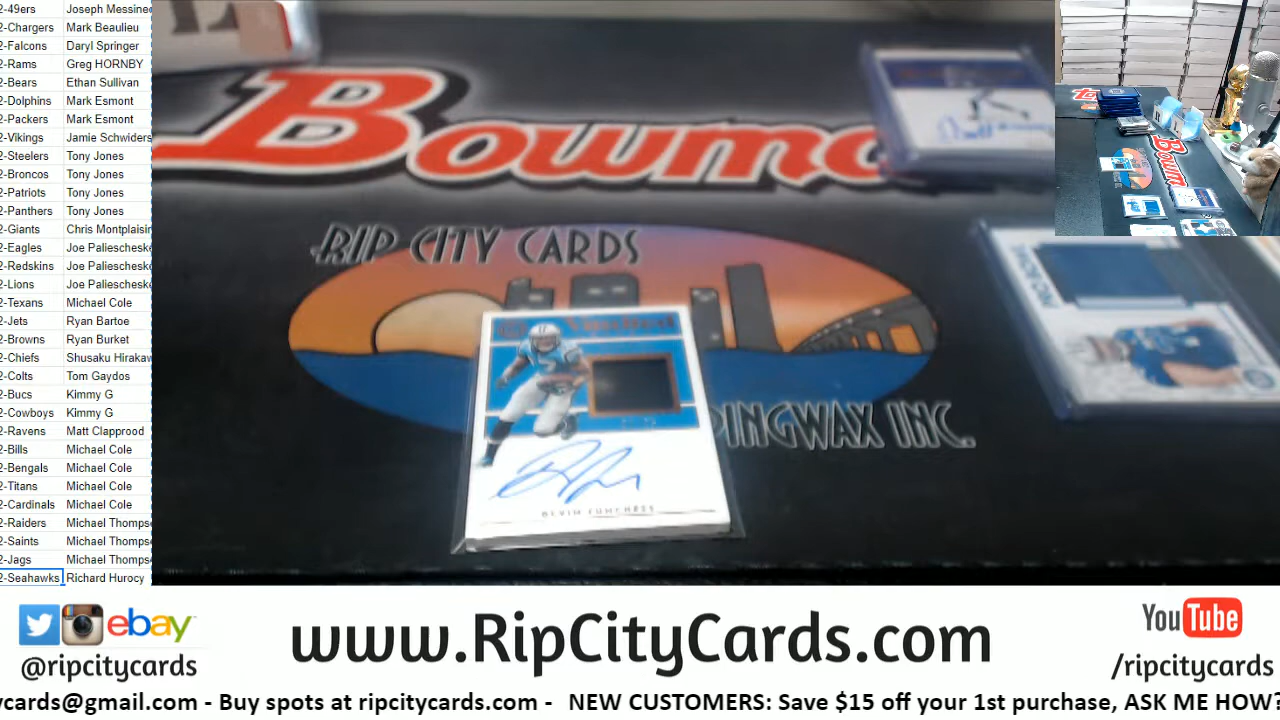 2-49ers Joseph Messine
2-Chargers Mark Beaulieu
2-Falcons Daryl Springer
2-Rams Greg HORNBY
2-Bears Ethan Sullivan
2-Dolphins Mark Esmont
2-Packers Mark Esmont
2-Vikings Jamie Schwiders
2-Steelers Tony Jones
2-Broncos Tony Jones
2-Patriots Tony Jones
2-Panthers Tony Jones
2-Giants Chris Montplaisir
2-Eagles Joe Paliescheske
2-Redskins Joe Paliescheske
2-Lions Joe Paliescheske
2-Texans Michael Cole
2-Jets Ryan Bartoe
2-Browns Ryan Burket
2-Chiefs Shusaku Hirakaw
2-Colts Tom Gaydos
2-Bucs Kimmy G
2-Cowboys Kimmy G
2-Ravens Matt Clapprood
2-Bills Michael Cole
2-Bengals Michael Cole
2-Titans Michael Cole
2-Cardinals Michael Cole
2-Raiders Michael Thomps
2-Saints Michael Thomps
2-Jags Michael Thomps
2-Seahawks Richard Hurocy
Bowma
RIP CITY CARDS
PINGWAX INC.
DEVIN FUNCHESS
ebay
@ripcitycards
www.RipCityCards.com
YouTube
/ripcitycards
ycards@gmail.com - Buy spots at ripcitycards.com - NEW CUSTOMERS: Save $15 off your 1st purchase, ASK ME HOW?